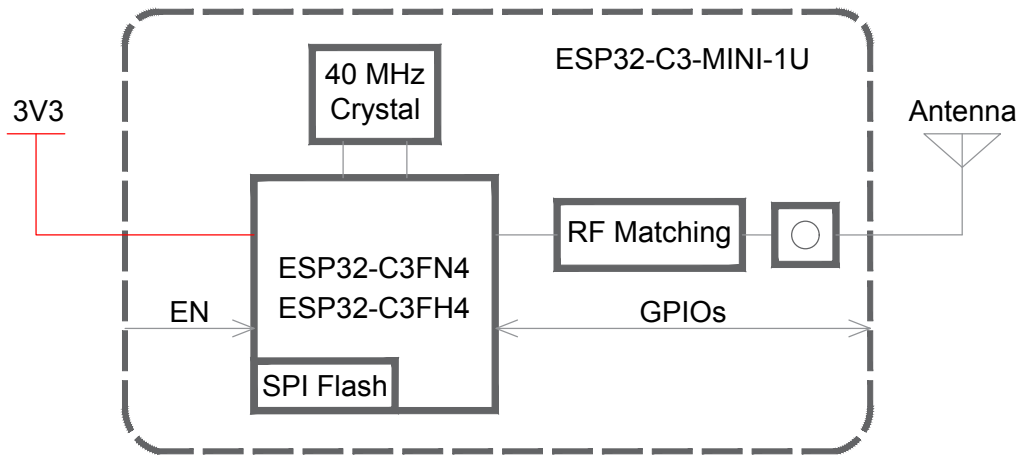 ESP32-C3-MINI-1U
40 MHz
Crystal
3V3
Antenna
RF Matching
ESP32-C3FN4
ESP32-C3FH4
EN
GPIOs
SPI Flash